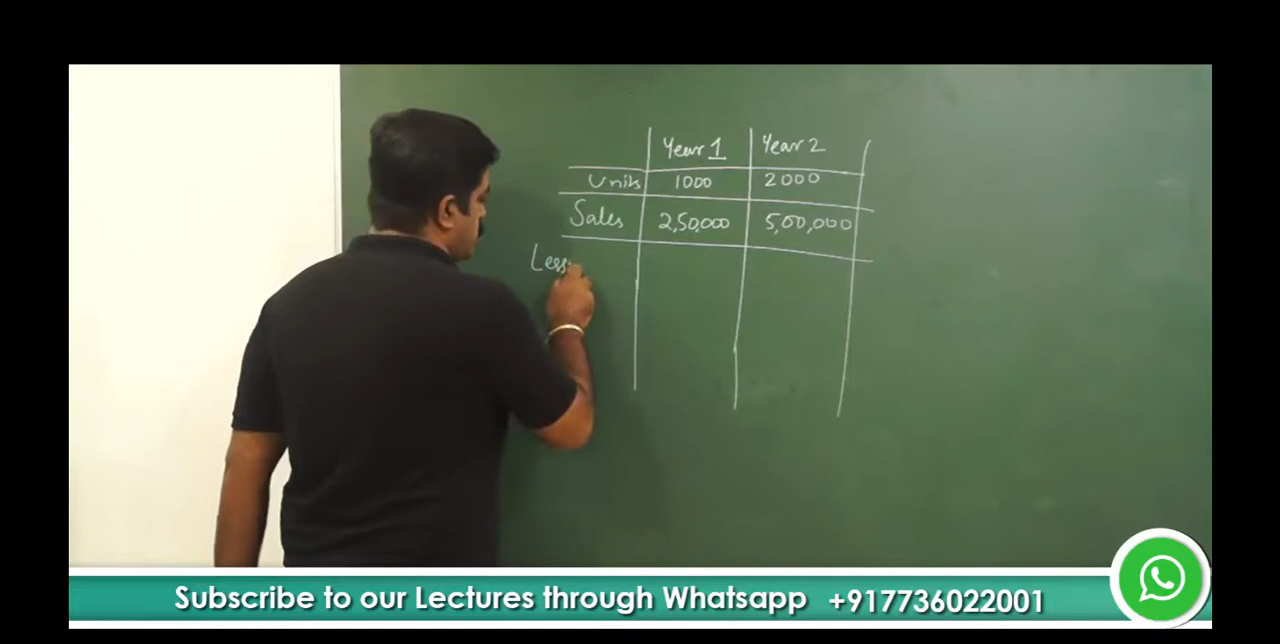 Year 1 Year 2
Units 1000 2000
Sales 2,50,000 5,00,000
Less
Subscribe to our Lectures through Whatsapp +917736022001